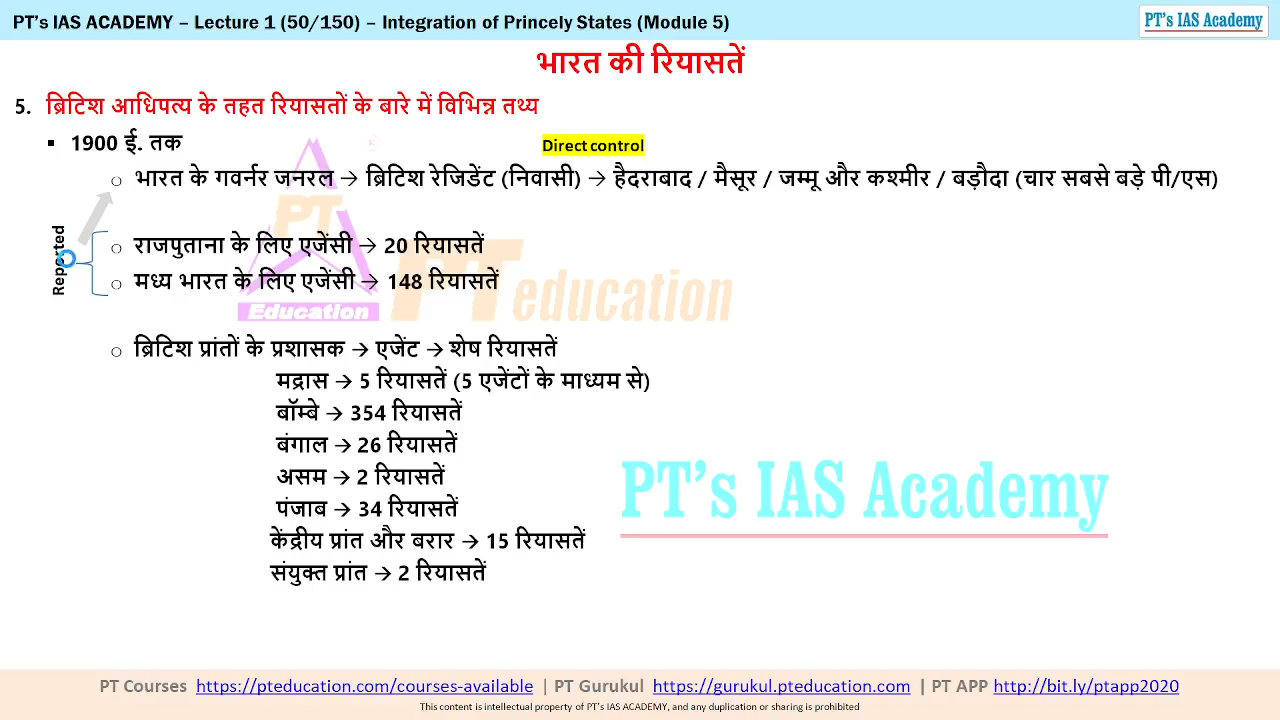 PT’s IAS ACADEMY – Lecture 1 (50/150) – Integration of Princely States (Module 5)
PT’s IAS Academy
भारत की रियासतें
5. ब्रिटिश आधिपत्य के तहत रियासतों के बारे में विभिन्न तथ्य
▪ 1900 ई. तक
Direct control
○ भारत के गवर्नर जनरल → ब्रिटिश रेजिडेंट (निवासी) → हैदराबाद / मैसूर / जम्मू और कश्मीर / बड़ौदा (चार सबसे बड़े पी/एस)
Reported
○ राजपुताना के लिए एजेंसी → 20 रियासतें
○ मध्य भारत के लिए एजेंसी → 148 रियासतें
PT
Education
PT education
○ ब्रिटिश प्रांतों के प्रशासक → एजेंट → शेष रियासतें
मद्रास → 5 रियासतें (5 एजेंटों के माध्यम से)
बॉम्बे → 354 रियासतें
बंगाल → 26 रियासतें
असम → 2 रियासतें
पंजाब → 34 रियासतें
केंद्रीय प्रांत और बरार → 15 रियासतें
संयुक्त प्रांत → 2 रियासतें
PT’s IAS Academy
PT Courses https://pteducation.com/courses-available | PT Gurukul https://gurukul.pteducation.com | PT APP http://bit.ly/ptapp2020
This content is intellectual property of PT’s IAS ACADEMY, and any duplication or sharing is prohibited